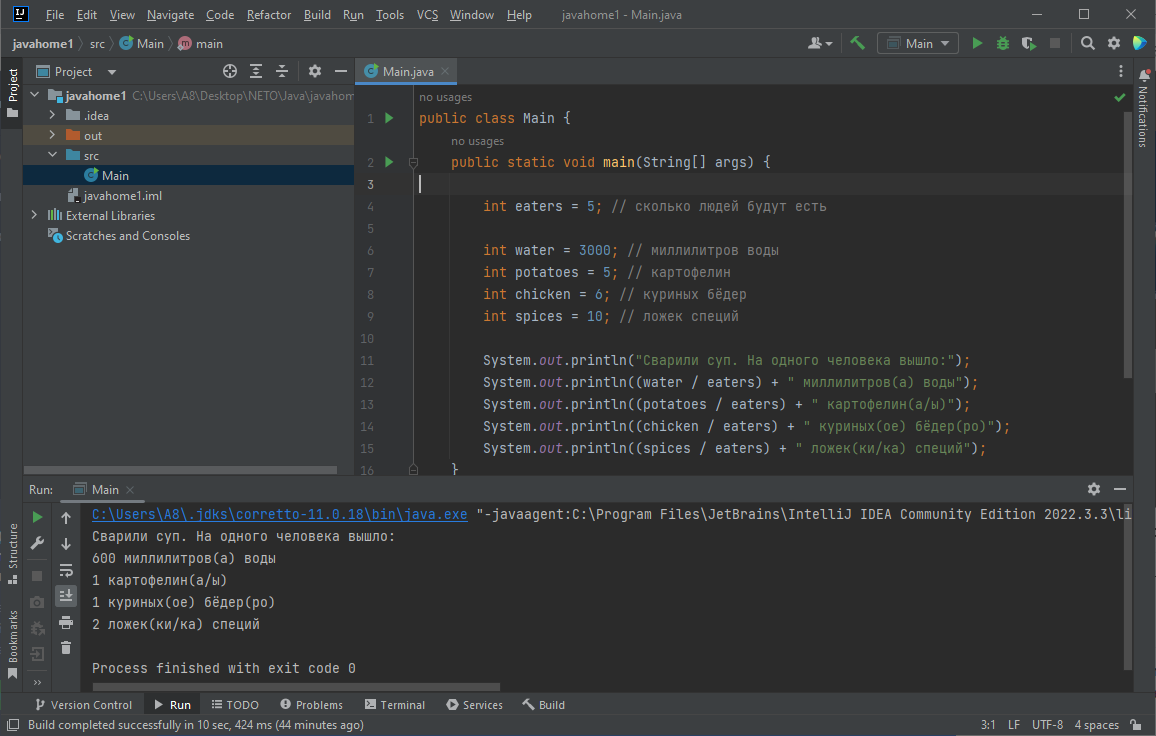 File Edit View Navigate Code Refactor Build Run Tools VCS Window Help javahome1 - Main.java
javahome1 src Main main Main
Project
Project
Main.java
javahome1 C:\Users\A8\Desktop\NETO\Java\javahom
.idea
out
src
Main
javahome1.iml
External Libraries
Scratches and Consoles
no usages
1 public class Main {
no usages
2 public static void main(String[] args) {
3
4 int eaters = 5; // сколько людей будут есть
5
6 int water = 3000; // миллилитров воды
7 int potatoes = 5; // картофелин
8 int chicken = 6; // куриных бёдер
9 int spices = 10; // ложек специй
10
11 System.out.println("Сварили суп. На одного человека вышло:");
12 System.out.println((water / eaters) + " миллилитров(а) воды");
13 System.out.println((potatoes / eaters) + " картофелин(а/ы)");
14 System.out.println((chicken / eaters) + " куриных(ое) бёдер(ро)");
15 System.out.println((spices / eaters) + " ложек(ки/ка) специй");
16 }
Notifications
Run: Main
C:\Users\A8\.jdks\corretto-11.0.18\bin\java.exe "-javaagent:C:\Program Files\JetBrains\IntelliJ IDEA Community Edition 2022.3.3\li
Сварили суп. На одного человека вышло:
600 миллилитров(а) воды
1 картофелин(а/ы)
1 куриных(ое) бёдер(ро)
2 ложек(ки/ка) специй
Process finished with exit code 0
Structure
Bookmarks
Version Control Run TODO Problems Terminal Services Build
Build completed successfully in 10 sec, 424 ms (44 minutes ago) 3:1 LF UTF-8 4 spaces